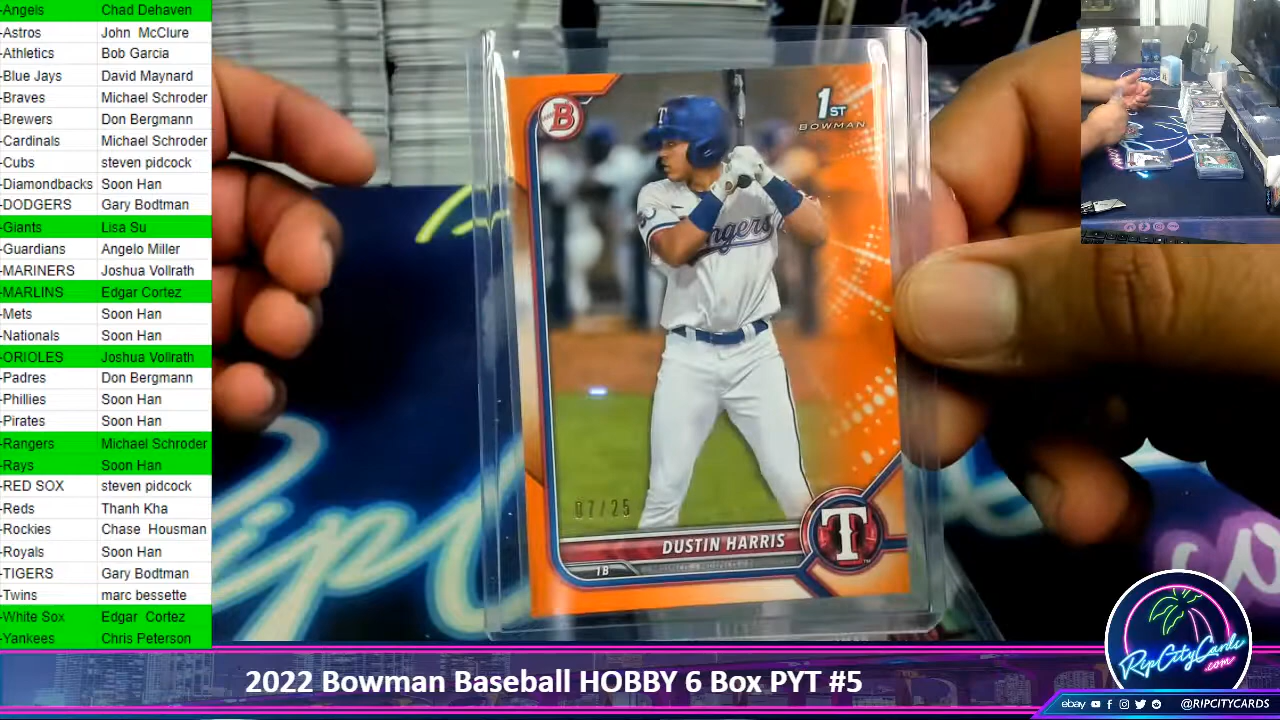 -Angels Chad Dehaven
-Astros John McClure
-Athletics Bob Garcia
-Blue Jays David Maynard
-Braves Michael Schroder
-Brewers Don Bergmann
-Cardinals Michael Schroder
-Cubs steven pidcock
-Diamondbacks Soon Han
-DODGERS Gary Bodtman
-Giants Lisa Su
-Guardians Angelo Miller
-MARINERS Joshua Vollrath
-MARLINS Edgar Cortez
-Mets Soon Han
-Nationals Soon Han
-ORIOLES Joshua Vollrath
-Padres Don Bergmann
-Phillies Soon Han
-Pirates Soon Han
-Rangers Michael Schroder
-Rays Soon Han
-RED SOX steven pidcock
-Reds Thanh Kha
-Rockies Chase Housman
-Royals Soon Han
-TIGERS Gary Bodtman
-Twins marc bessette
-White Sox Edgar Cortez
-Yankees Chris Peterson
B
1ST
BOWMAN
T
ngers
07/25
DUSTIN HARRIS
1B
T
2022 Bowman Baseball HOBBY 6 Box PYT #5
RipCityCards
.com
ebay @RIPCITYCARDS